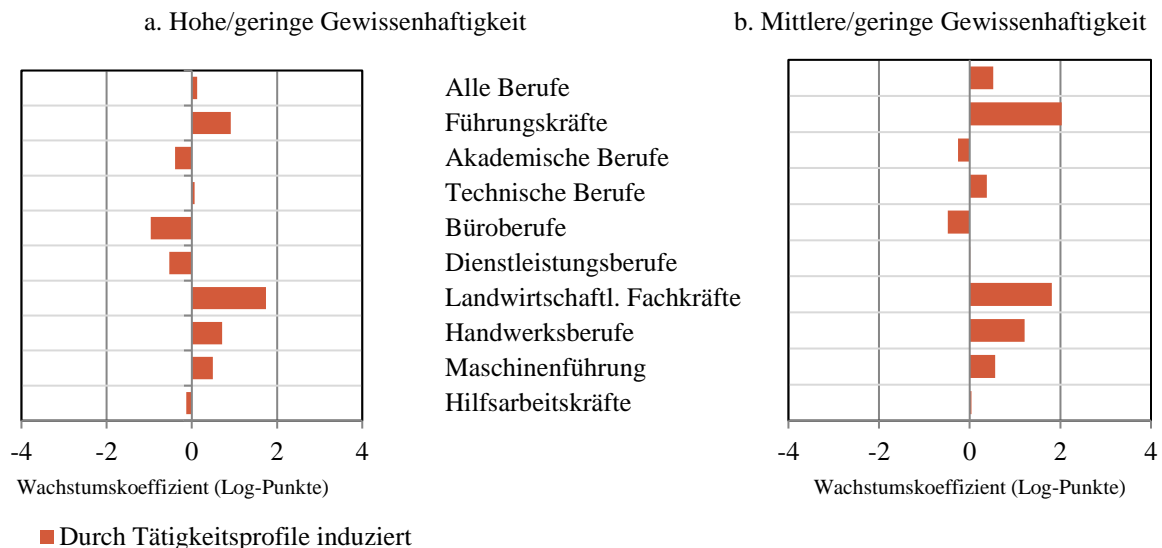 a. Hohe/geringe Gewissenhaftigkeit
b. Mittlere/geringe Gewissenhaftigkeit
Alle Berufe
Führungskräfte
Akademische Berufe
Technische Berufe
Büroberufe
Dienstleistungsberufe
Landwirtschaftl. Fachkräfte
Handwerksberufe
Maschinenführung
Hilfsarbeitskräfte
-4 -2 0 2 4
-4 -2 0 2 4
Wachstumskoeffizient (Log-Punkte)
Wachstumskoeffizient (Log-Punkte)
Durch Tätigkeitsprofile induziert